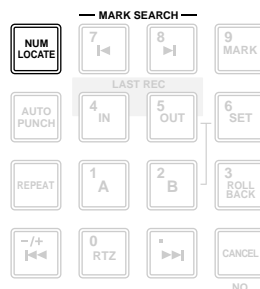 MARK SEARCH
NUM
LOCATE
7
8
9
MARK
LAST REC
AUTO
PUNCH
4
IN
5
OUT
6
SET
REPEAT
1
A
2
B
3
ROLL
BACK
−/+
0
RTZ
.
CANCEL
NO